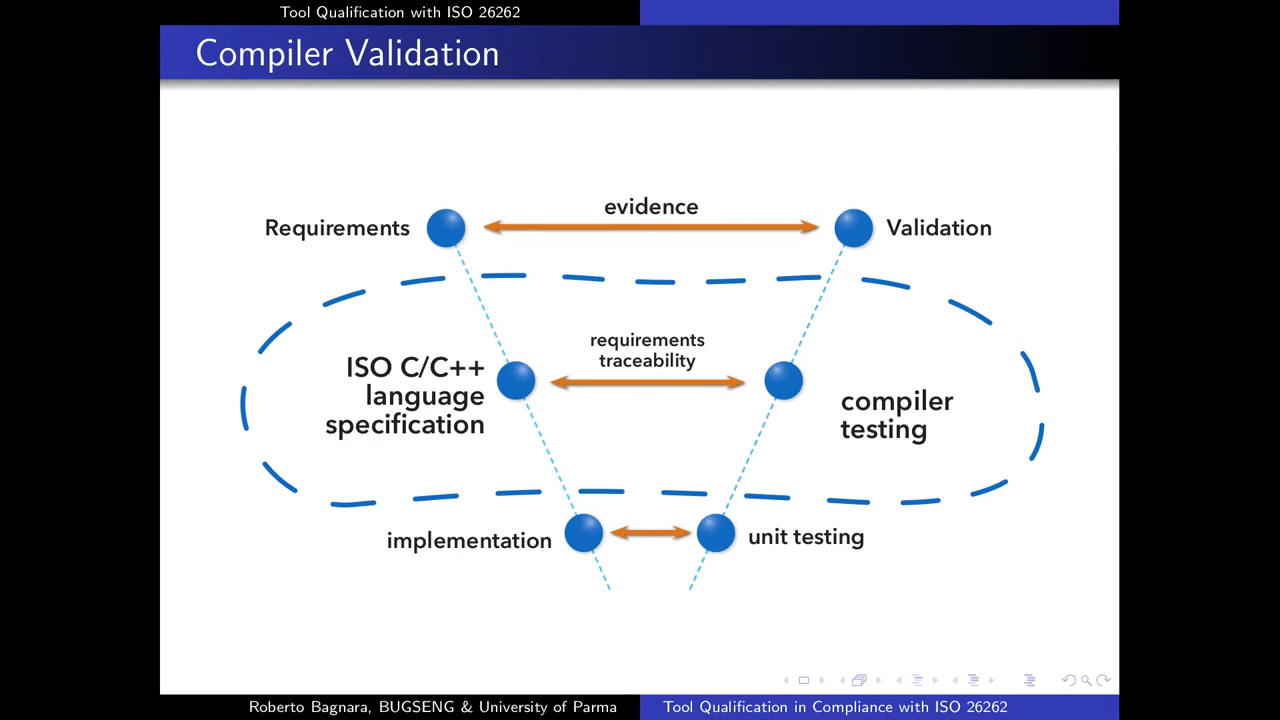 Tool Qualification with ISO 26262
Compiler Validation
evidence
Requirements
Validation
requirements
traceability
ISO C/C++
language
specification
compiler
testing
implementation
unit testing
Roberto Bagnara, BUGSENG & University of Parma
Tool Qualification in Compliance with ISO 26262